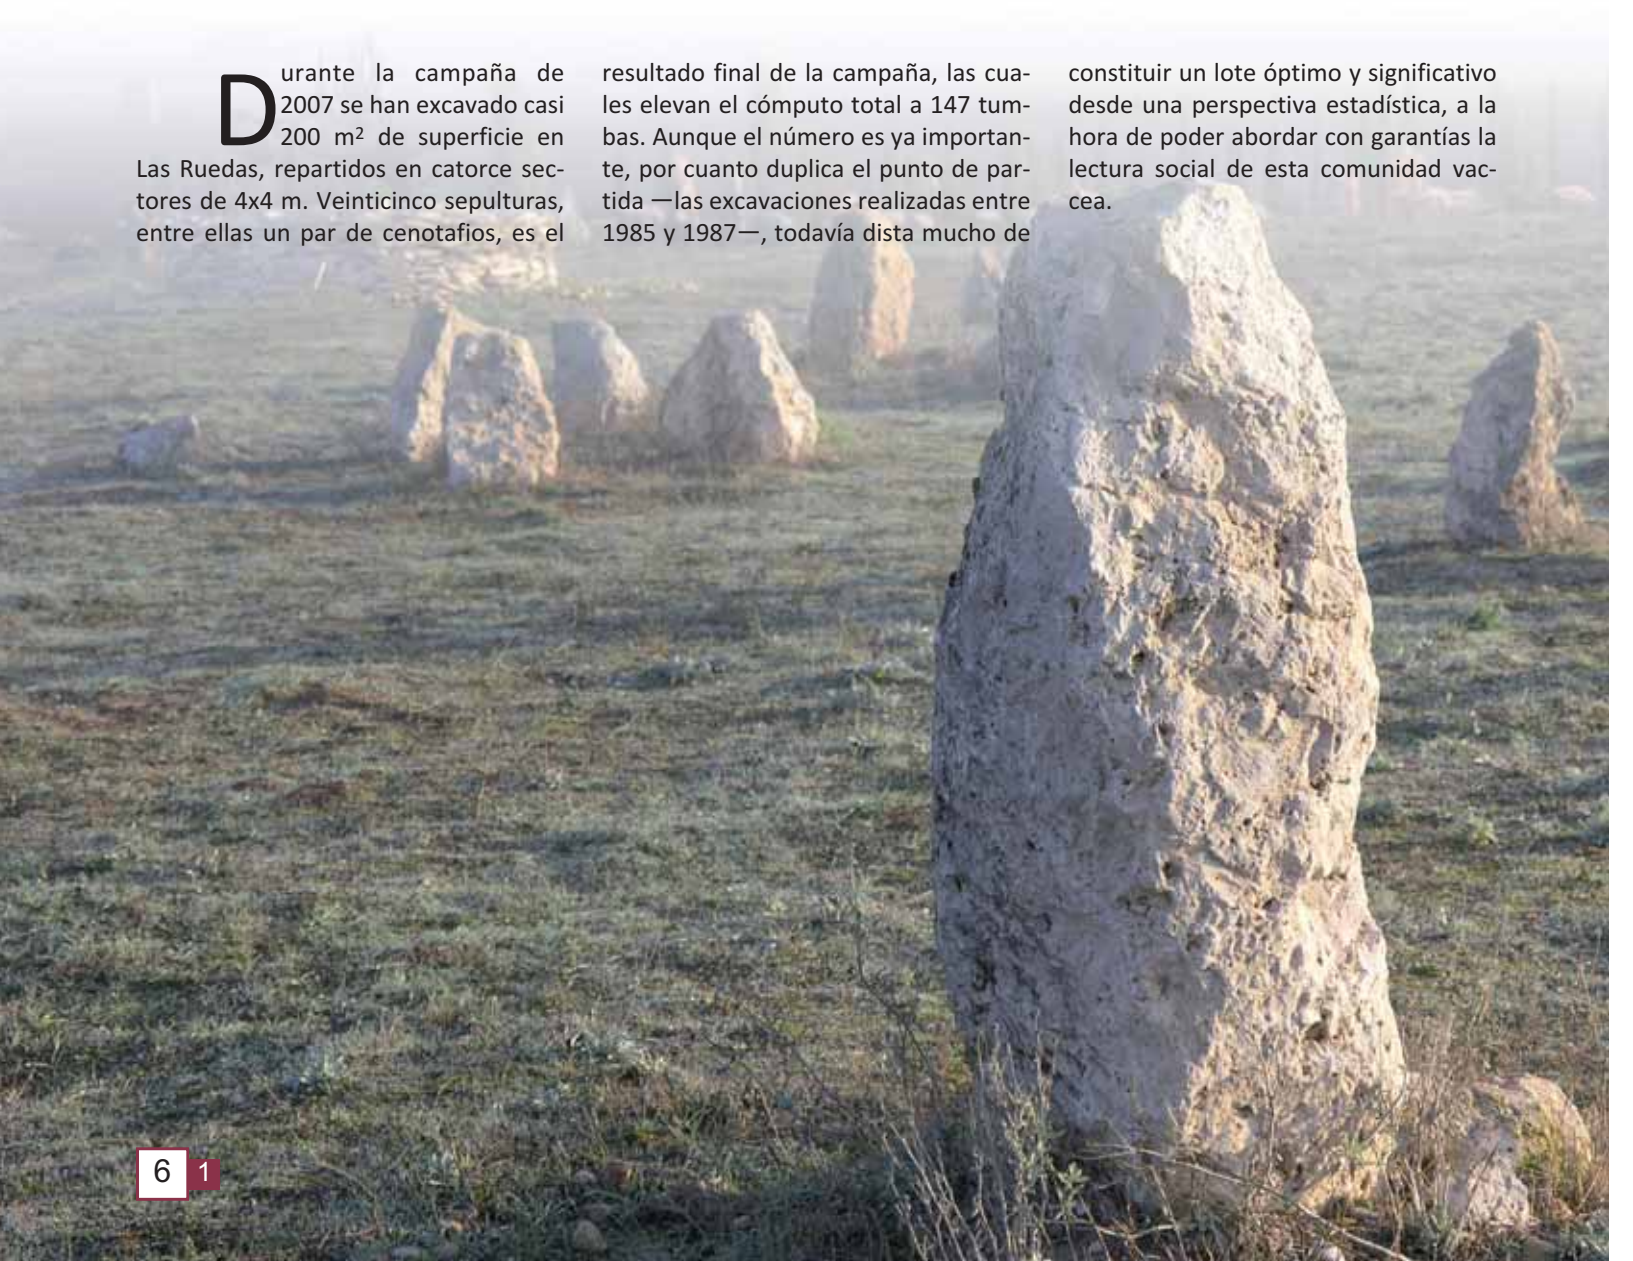 Durante la campaña de
2007 se han excavado casi
200 m² de superficie en
Las Ruedas, repartidos en catorce sec-
tores de 4x4 m. Veinticinco sepulturas,
entre ellas un par de cenotafios, es el
resultado final de la campaña, las cua-
les elevan el cómputo total a 147 tum-
bas. Aunque el número es ya importan-
te, por cuanto duplica el punto de par-
tida —las excavaciones realizadas entre
1985 y 1987—, todavía dista mucho de
constituir un lote óptimo y significativo
desde una perspectiva estadística, a la
hora de poder abordar con garantías la
lectura social de esta comunidad vac-
cea.
6 1